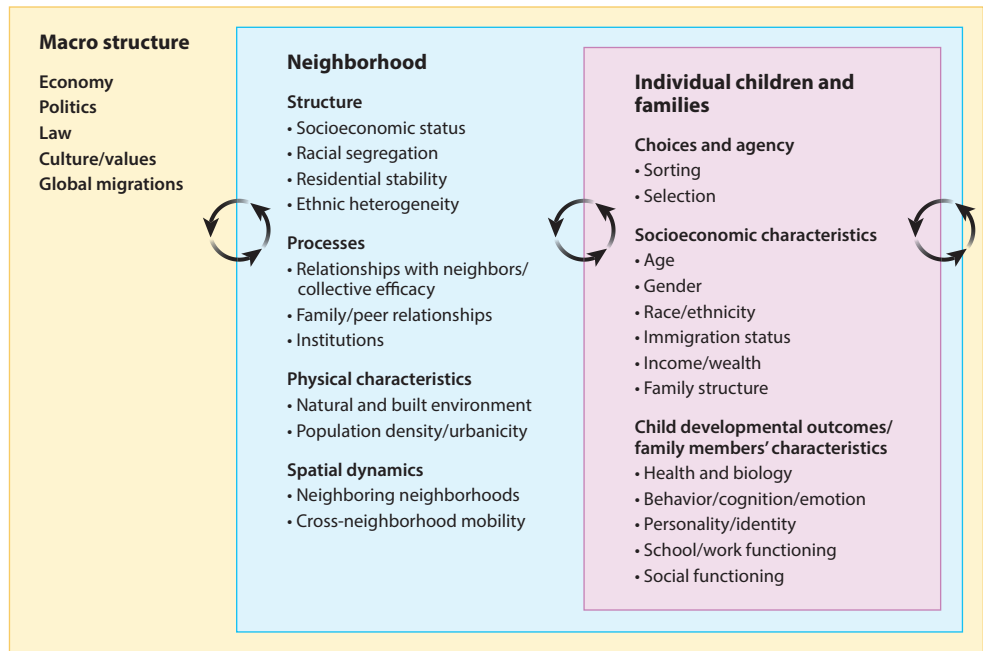 Macro structure
Economy
Politics
Law
Culture/values
Global migrations
Neighborhood
Structure
• Socioeconomic status
• Racial segregation
• Residential stability
• Ethnic heterogeneity
Processes
• Relationships with neighbors/
collective efficacy
• Family/peer relationships
• Institutions
Physical characteristics
• Natural and built environment
• Population density/urbanicity
Spatial dynamics
• Neighboring neighborhoods
• Cross-neighborhood mobility
Individual children and
families
Choices and agency
• Sorting
• Selection
Socioeconomic characteristics
• Age
• Gender
• Race/ethnicity
• Immigration status
• Income/wealth
• Family structure
Child developmental outcomes/
family members’ characteristics
• Health and biology
• Behavior/cognition/emotion
• Personality/identity
• School/work functioning
• Social functioning